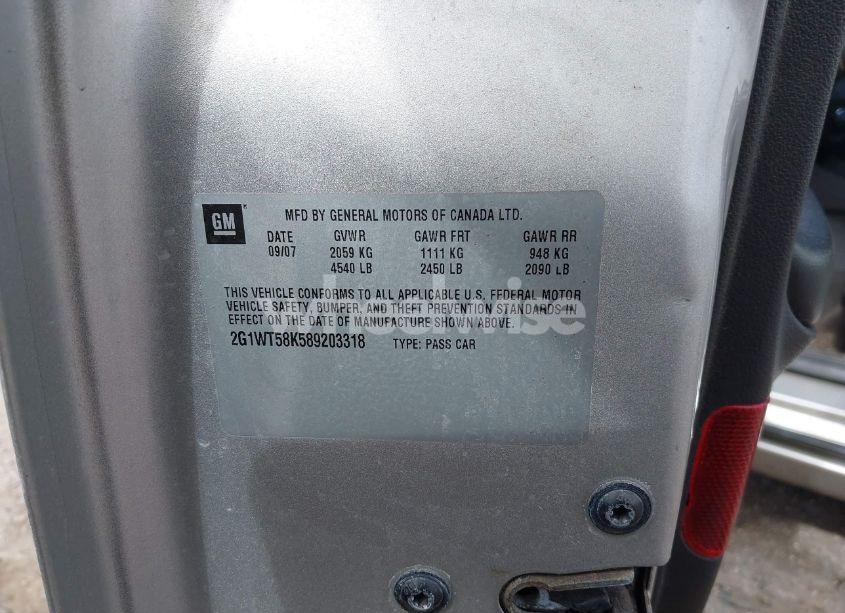 GM
MFD BY GENERAL MOTORS OF CANADA LTD.
DATE GVWR GAWR FRT GAWR RR
09/07 2059 KG 1111 KG 948 KG
4540 LB 2450 LB 2090 LB
THIS VEHICLE CONFORMS TO ALL APPLICABLE U.S. FEDERAL MOTOR
VEHICLE SAFETY, BUMPER, AND THEFT PREVENTION STANDARDS IN
EFFECT ON THE DATE OF MANUFACTURE SHOWN ABOVE.
2G1WT58K589203318 TYPE: PASS CAR